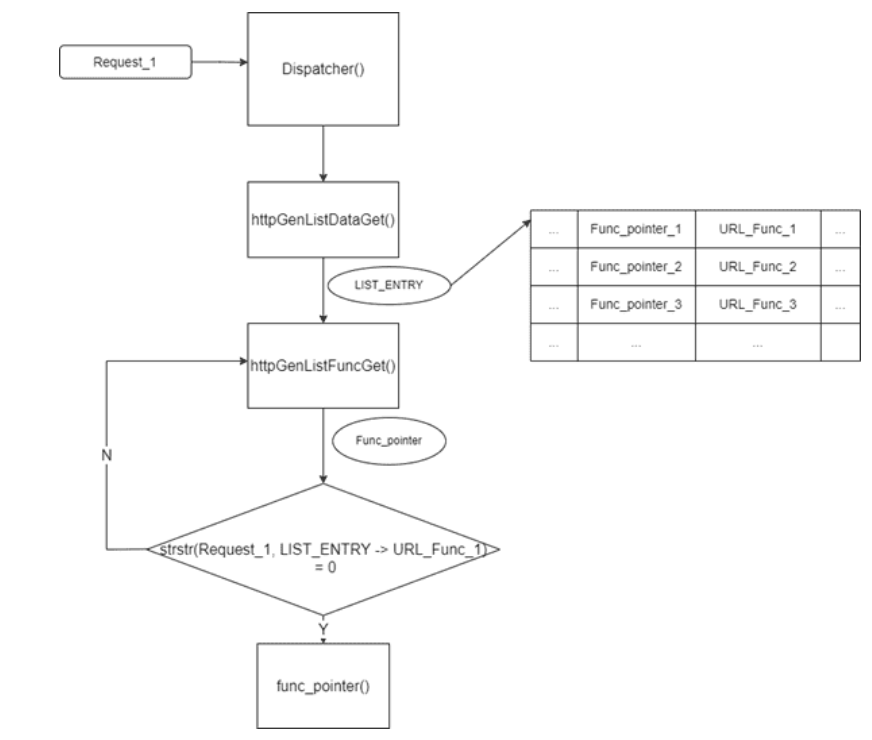 Request_1
Dispatcher()
httpGenListDataGet()
LIST_ENTRY
... Func_pointer_1 URL_Func_1 ...
... Func_pointer_2 URL_Func_2 ...
... Func_pointer_3 URL_Func_3 ...
... ... ...
httpGenListFuncGet()
Func_pointer
N
strstr(Request_1, LIST_ENTRY -> URL_Func_1)
= 0
Y
func_pointer()